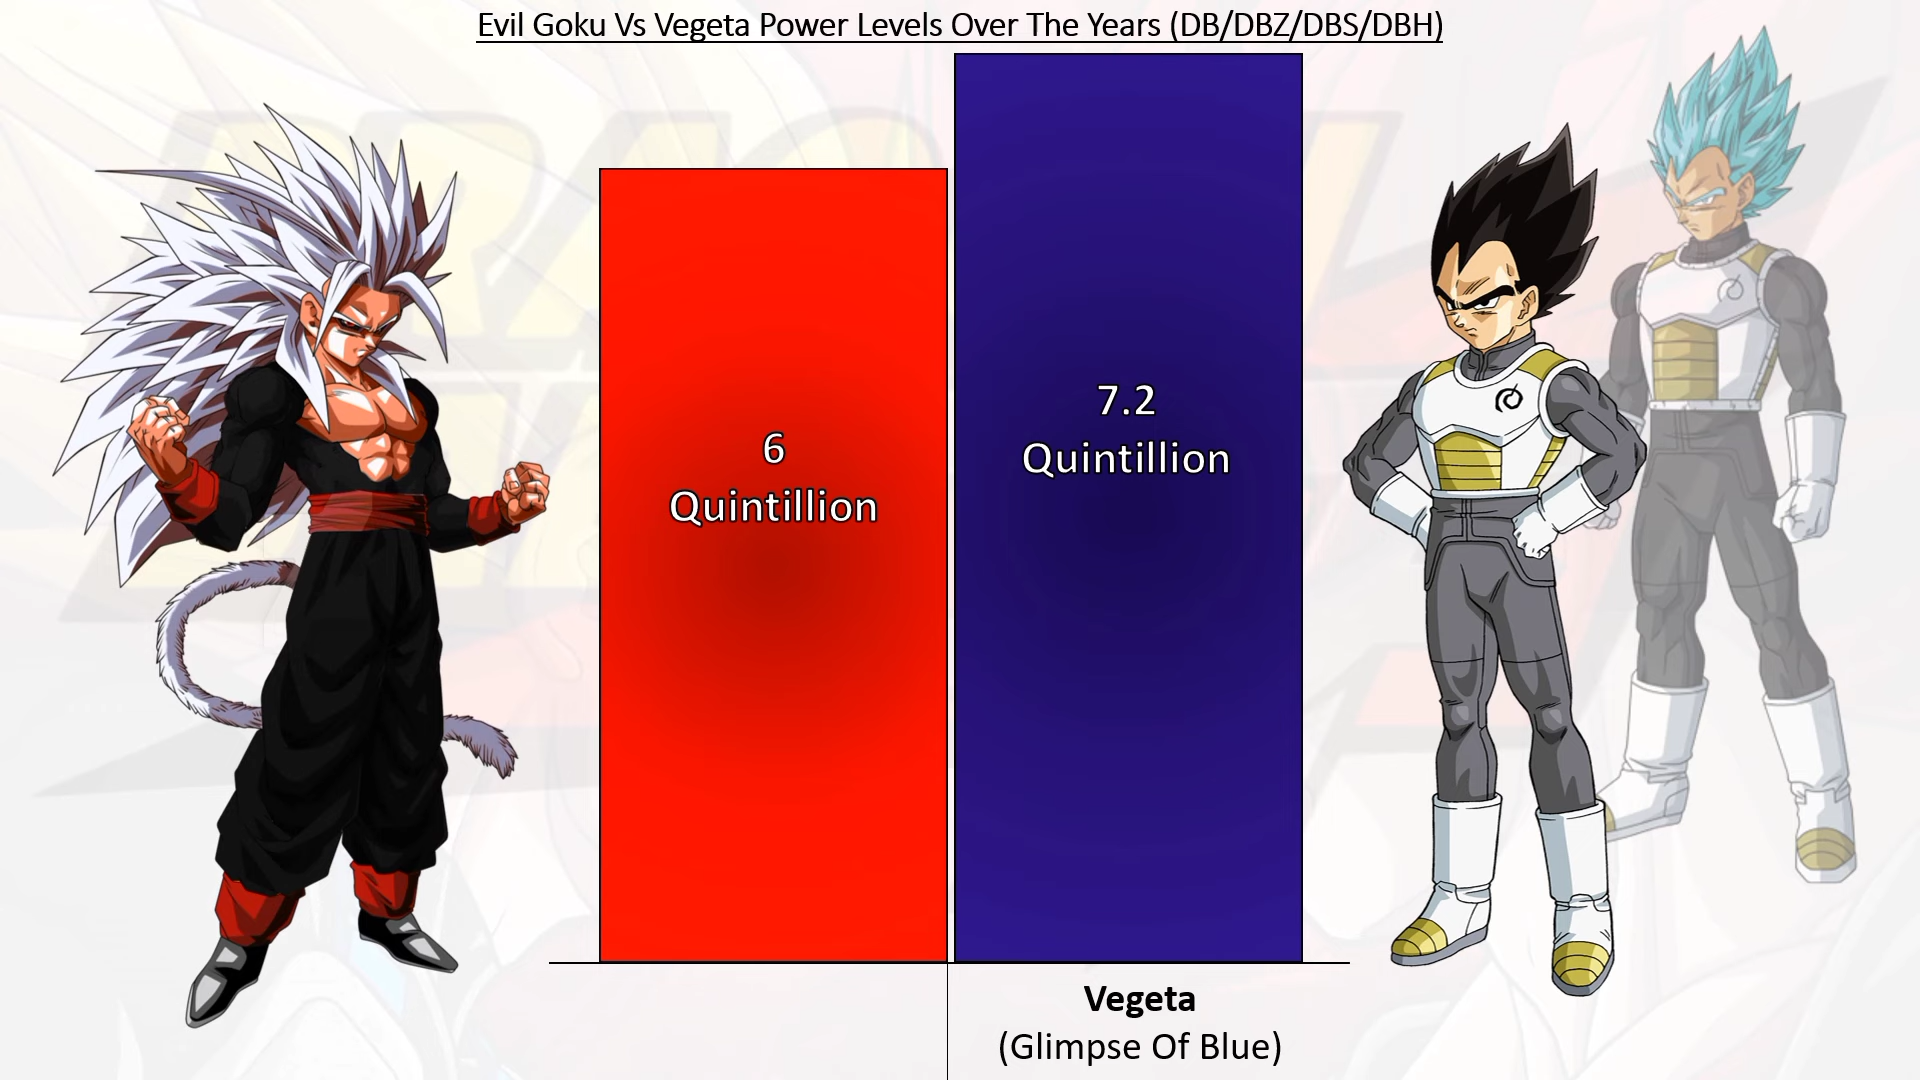 Evil Goku Vs Vegeta Power Levels Over The Years (DB/DBZ/DBS/DBH)
6
Quintillion
7.2
Quintillion
Vegeta
(Glimpse Of Blue)